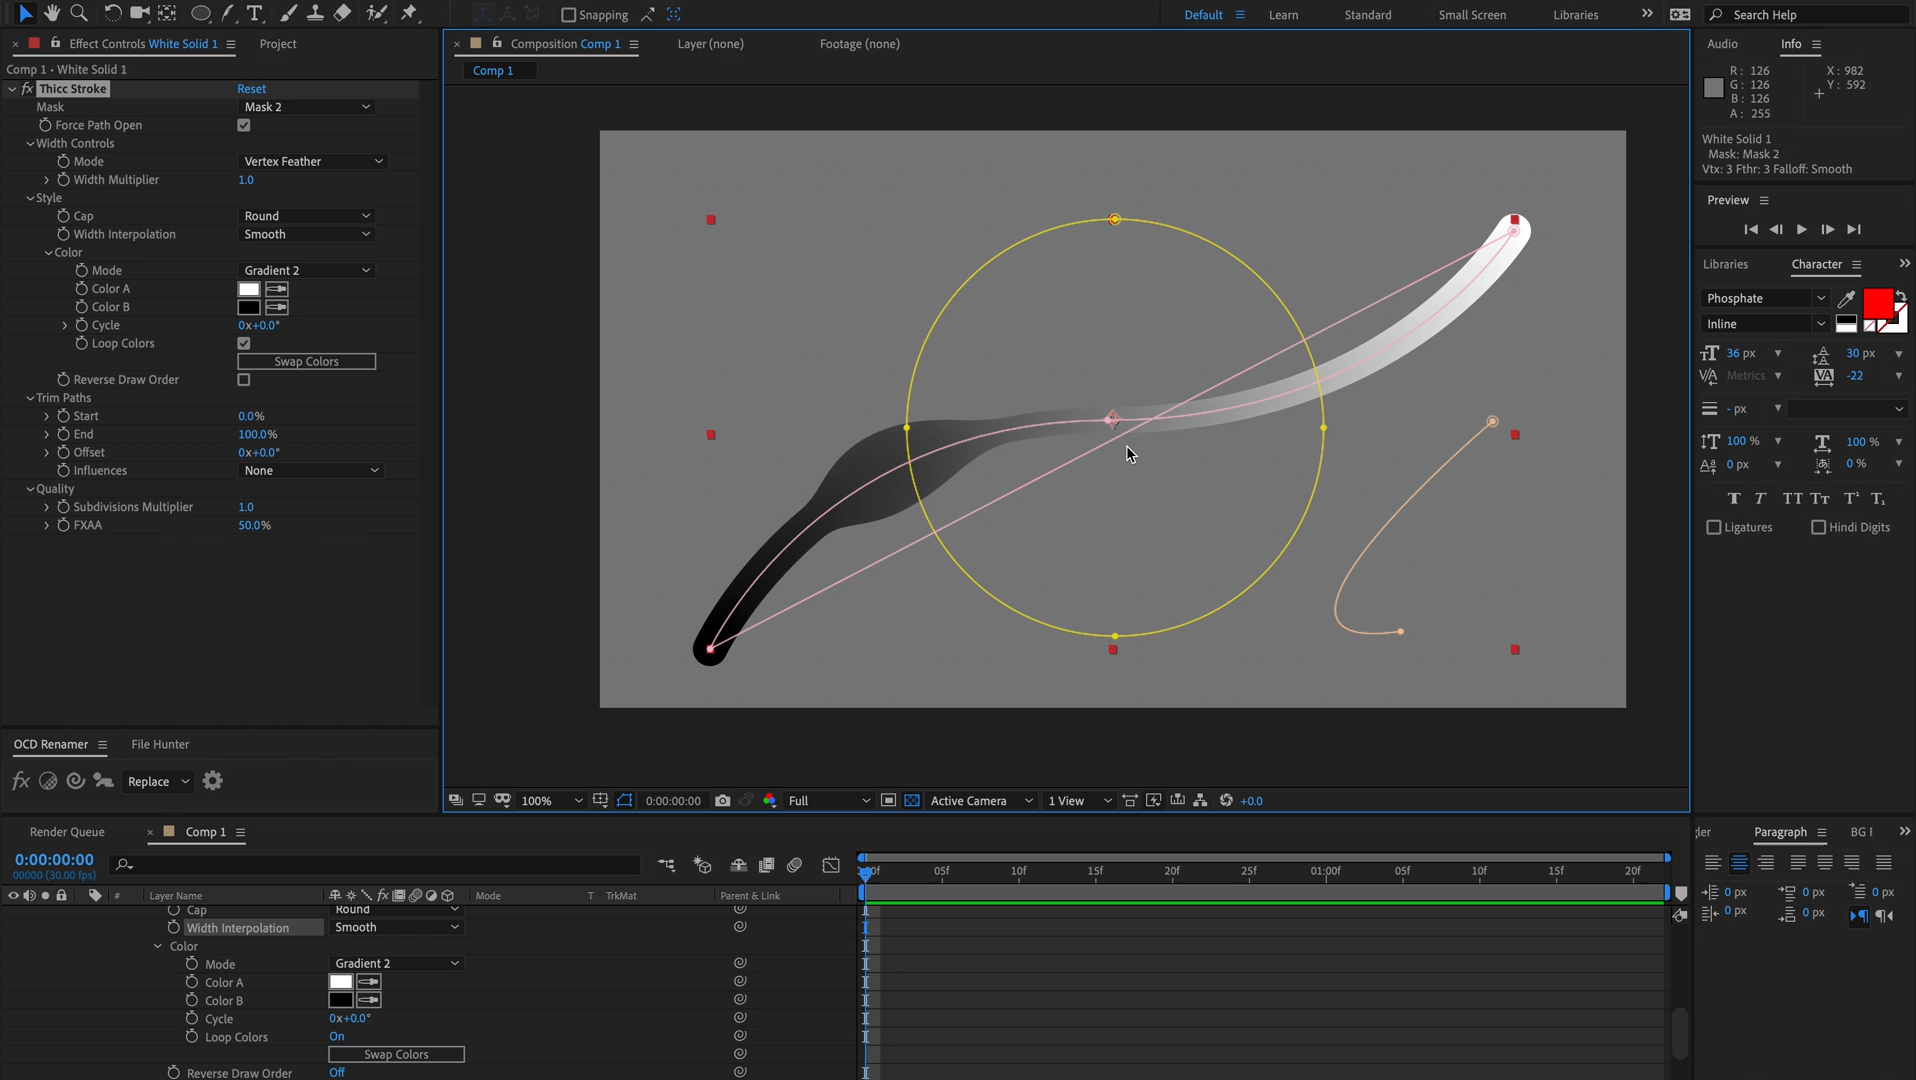 Snapping
Default
Learn
Standard
Small Screen
Libraries
Search Help
Effect Controls White Solid 1
Project
Comp 1 • White Solid 1
fx Thicc Stroke
Reset
Mask
Mask 2
Force Path Open
Width Controls
Mode
Vertex Feather
Width Multiplier
1.0
Style
Cap
Round
Width Interpolation
Smooth
Color
Mode
Gradient 2
Color A
Color B
Cycle
0x+0.0°
Loop Colors
Swap Colors
Reverse Draw Order
Trim Paths
Start
0.0%
End
100.0%
Offset
0x+0.0°
Influences
None
Quality
Subdivisions Multiplier
1.0
FXAA
50.0%
OCD Renamer
File Hunter
fx
Replace
Composition Comp 1
Layer (none)
Footage (none)
Comp 1
100%
0:00:00:00
Full
Active Camera
1 View
+0.0
Audio
Info
R: 126
G: 126
B: 126
A: 255
X: 982
Y: 592
White Solid 1
Mask: Mask 2
Vtx: 3 Fthr: 3 Falloff: Smooth
Preview
Libraries
Character
Phosphate
Inline
36 px
30 px
Metrics
-22
- px
100 %
100 %
0 px
0 %
Ligatures
Hindi Digits
Render Queue
Comp 1
0:00:00:00
00000 (30.00 fps)
#
Layer Name
Mode
T
TrkMat
Parent & Link
05f
10f
15f
20f
25f
01:00f
05f
10f
15f
20f
Cap
Round
Width Interpolation
Smooth
Color
Mode
Gradient 2
Color A
Color B
Cycle
0x+0.0°
Loop Colors
On
Swap Colors
Reverse Draw Order
Off
Paragraph
0 px
0 px
0 px
0 px
0 px